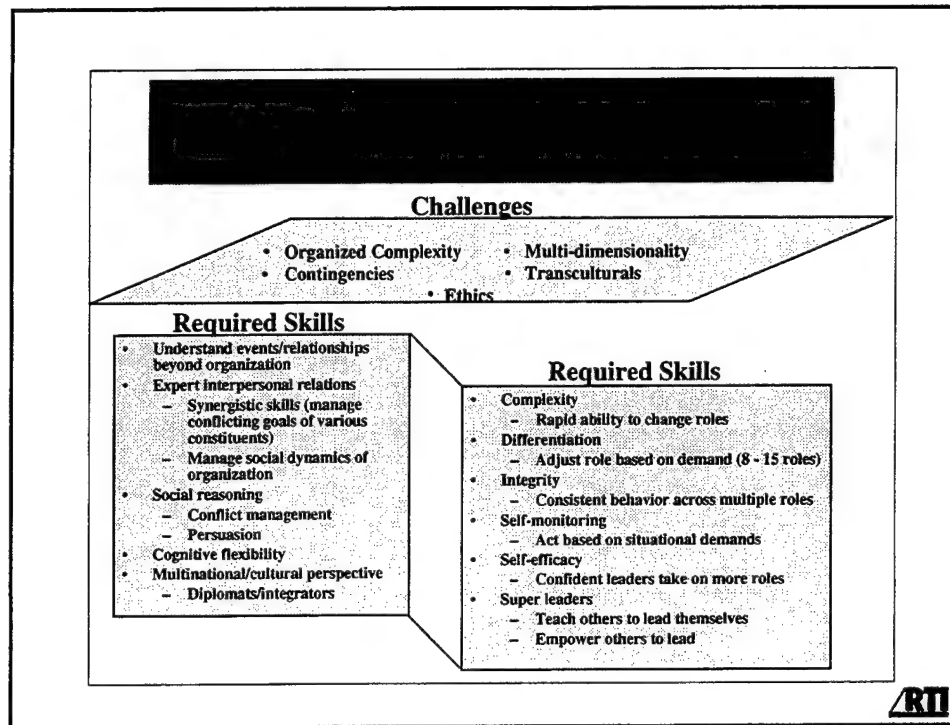 Challenges
• Organized Complexity • Multi-dimensionality
• Contingencies • Transculturals
• Ethics
Required Skills
• Understand events/relationships
beyond organization
• Expert interpersonal relations
– Synergistic skills (manage
conflicting goals of various
constituents)
– Manage social dynamics of
organization
• Social reasoning
– Conflict management
– Persuasion
• Cognitive flexibility
• Multinational/cultural perspective
– Diplomats/integrators
Required Skills
• Complexity
– Rapid ability to change roles
• Differentiation
– Adjust role based on demand (8 - 15 roles)
• Integrity
– Consistent behavior across multiple roles
• Self-monitoring
– Act based on situational demands
• Self-efficacy
– Confident leaders take on more roles
• Super leaders
– Teach others to lead themselves
– Empower others to lead
RTI